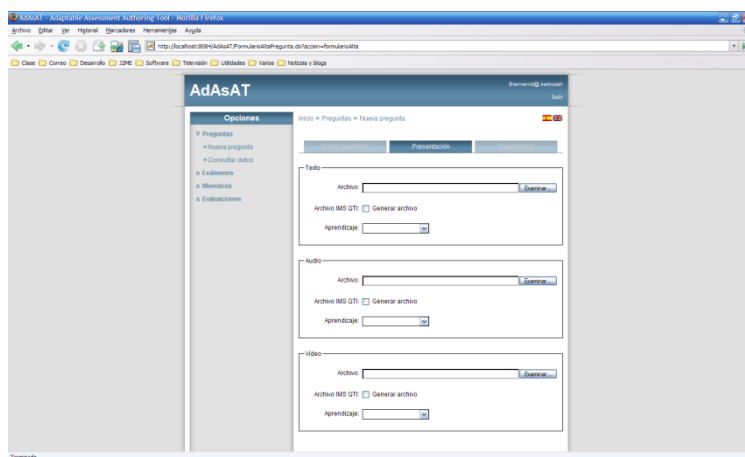 AdAsAT - Adaptable Assessment Authoring Tool - Mozilla Firefox
Archivo Editar Ver Historial Marcadores Herramientas Ayuda
http://localhost:8084/AdAsAT/FormularioAltaPregunta.do?accion=formularioAlta
Clase Correo Desarrollo J2ME Software Televisión Utilidades Varios Noticias y blogs
AdAsAT
Bienvenid@ barbosah
Salir
Opciones
Inicio » Preguntas » Nueva pregunta
Preguntas
Nueva pregunta
Consultar datos
Exámenes
Miembros
Evaluaciones
Presentación
Texto
Archivo: Examinar...
Archivo IMS QTI: Generar archivo
Aprendizaje:
Audio
Archivo: Examinar...
Archivo IMS QTI: Generar archivo
Aprendizaje:
Vídeo
Archivo: Examinar...
Archivo IMS QTI: Generar archivo
Aprendizaje: